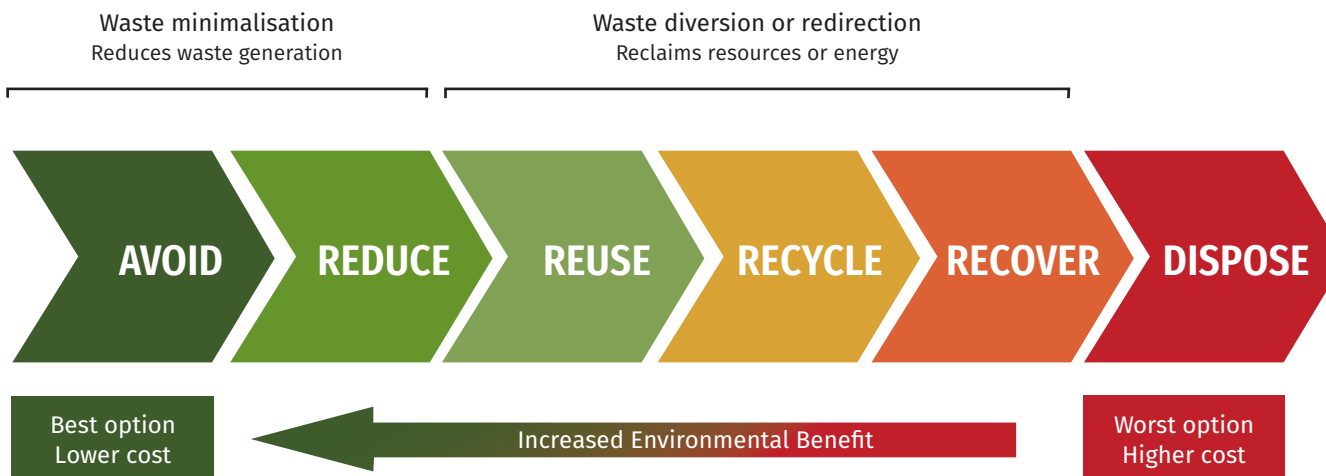 Waste minimalisation
Reduces waste generation
Waste diversion or redirection
Reclaims resources or energy
AVOID
REDUCE
REUSE
RECYCLE
RECOVER
DISPOSE
Best option
Lower cost
Increased Environmental Benefit
Worst option
Higher cost